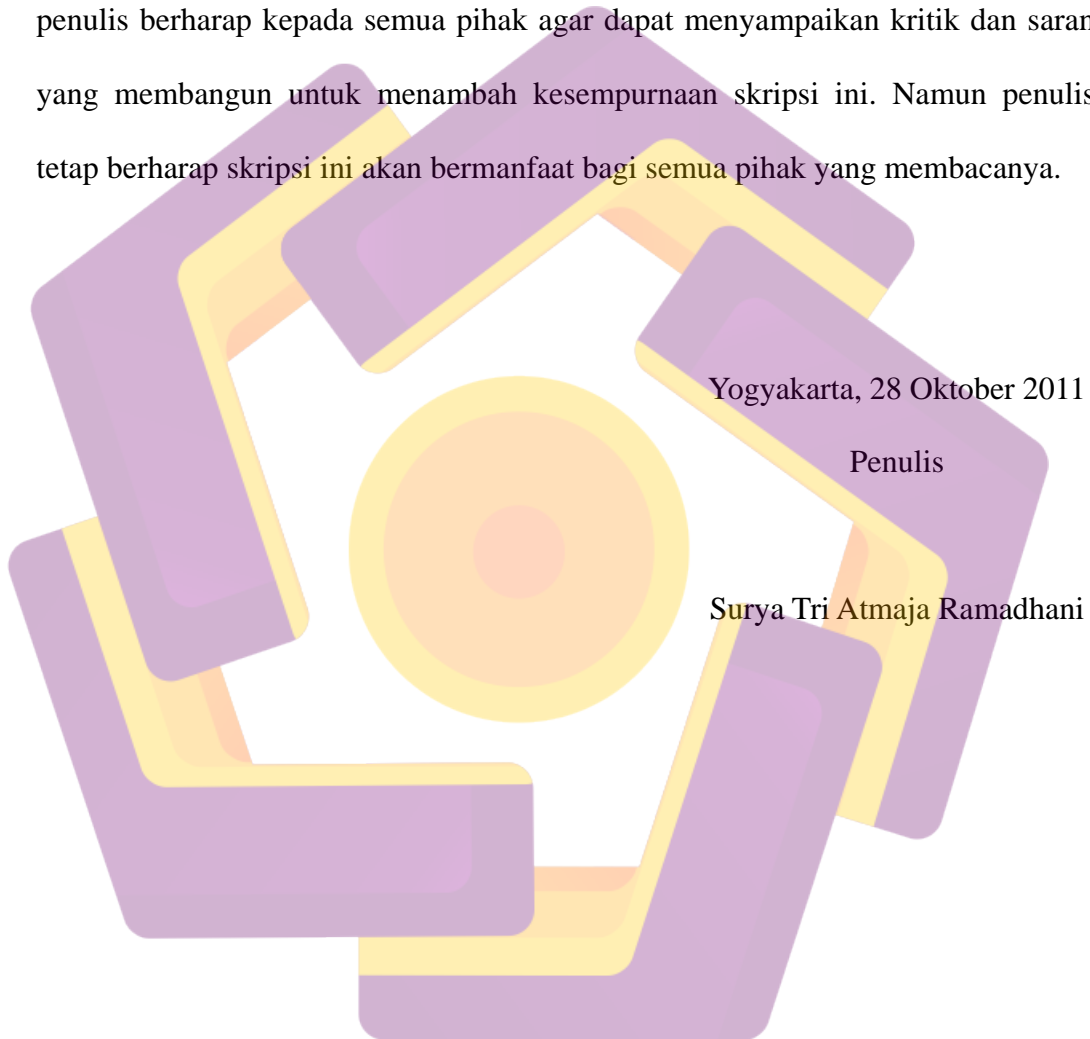 penulis berharap kepada semua pihak agar dapat menyampaikan kritik dan saran
yang membangun untuk menambah kesempurnaan skripsi ini. Namun penulis
tetap berharap skripsi ini akan bermanfaat bagi semua pihak yang membacanya.
Yogyakarta, 28 Oktober 2011
Penulis
Surya Tri Atmaja Ramadhani